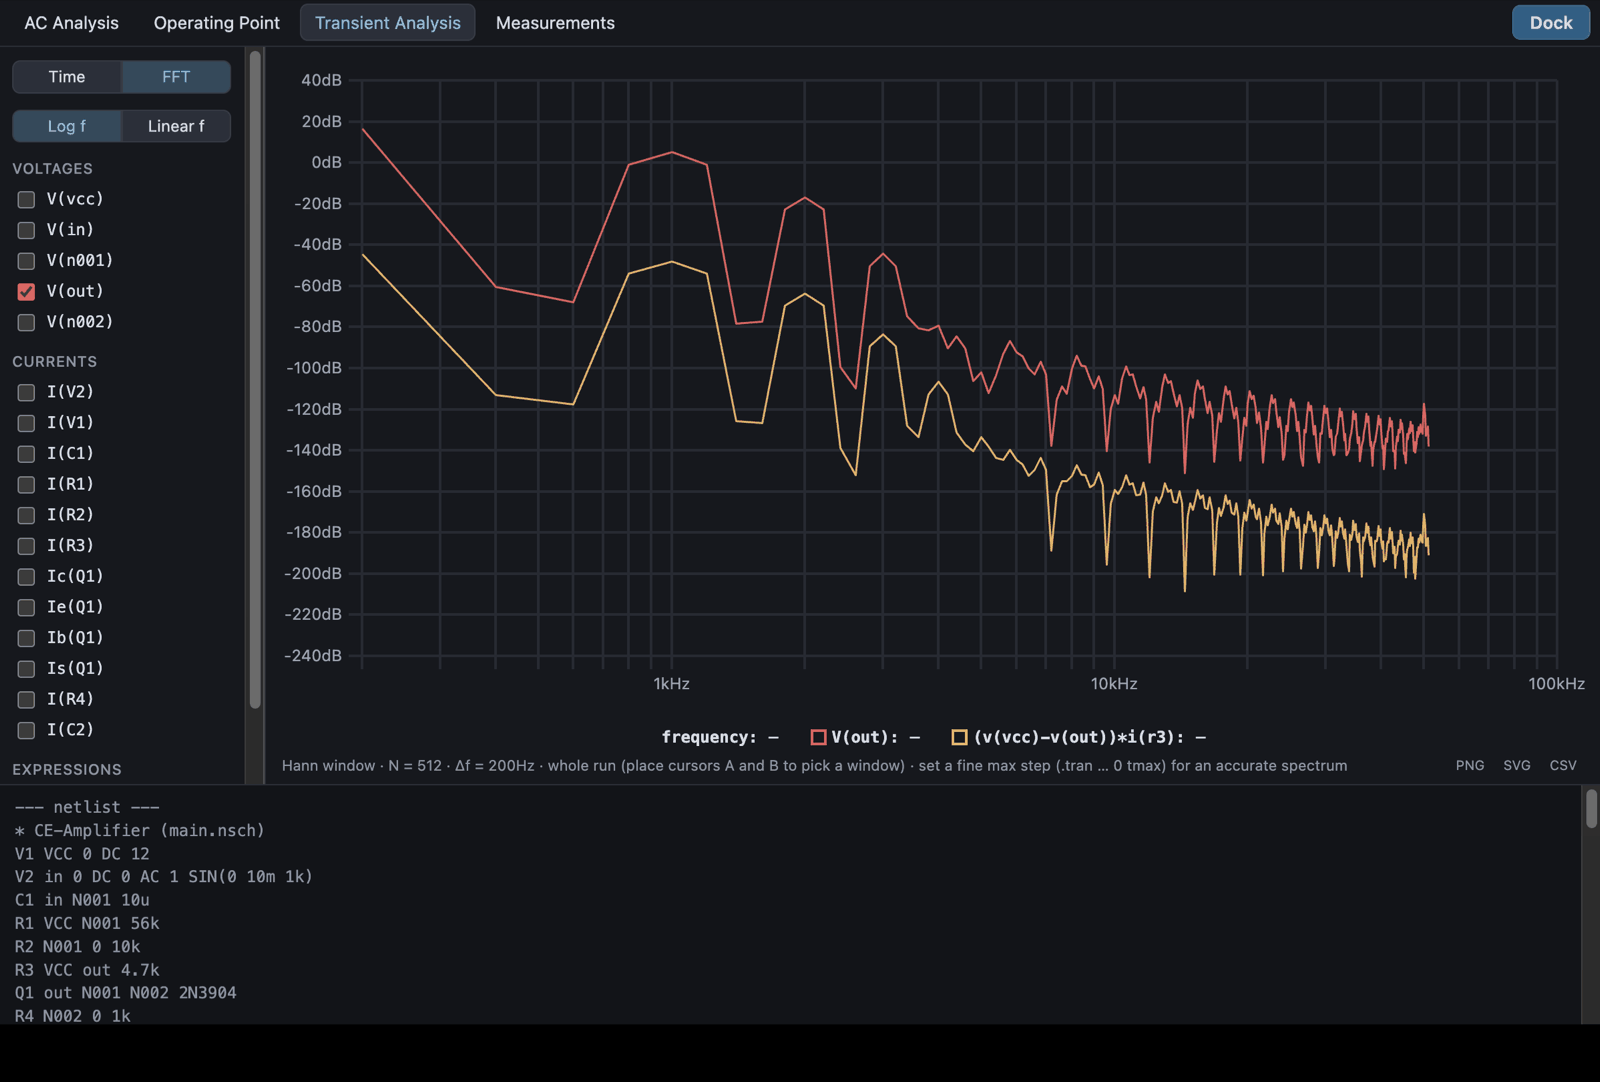 AC Analysis Operating Point Transient Analysis Measurements Dock
Time FFT
Log f Linear f
VOLTAGES
V(vcc)
V(in)
V(n001)
V(out)
V(n002)
CURRENTS
I(V2)
I(V1)
I(C1)
I(R1)
I(R2)
I(R3)
Ic(Q1)
Ie(Q1)
Ib(Q1)
Is(Q1)
I(R4)
I(C2)
EXPRESSIONS
40dB
20dB
0dB
-20dB
-40dB
-60dB
-80dB
-100dB
-120dB
-140dB
-160dB
-180dB
-200dB
-220dB
-240dB
1kHz 10kHz 100kHz
frequency: — V(out): — (v(vcc)-v(out))*i(r3): —
Hann window · N = 512 · Δf = 200Hz · whole run (place cursors A and B to pick a window) · set a fine max step (.tran ... 0 tmax) for an accurate spectrum PNG SVG CSV
--- netlist ---
* CE-Amplifier (main.nsch)
V1 VCC 0 DC 12
V2 in 0 DC 0 AC 1 SIN(0 10m 1k)
C1 in N001 10u
R1 VCC N001 56k
R2 N001 0 10k
R3 VCC out 4.7k
Q1 out N001 N002 2N3904
R4 N002 0 1k